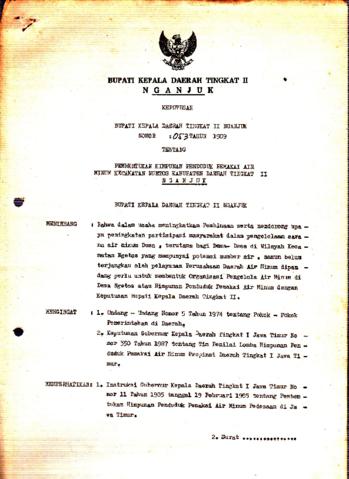 BUPATI KEPALA DAERAH TINGKAT II
NGANJUK
KEPUTUSAN
BUPATI KEPALA DAERAH TINGKAT II NGANJUK
NOMOR : 053 TAHUN 1989
TENTANG
PEMBENTUKAN HIMPUNAN PENDUDUK PEMAKAI AIR
MINUM KECAMATAN NGETOS KABUPATEN DAERAH TINGKAT II
NGANJUK
BUPATI KEPALA DAERAH TINGKAT II NGANJUK
MENIMBANG : Bahwa dalam usaha meningkatkan Pembinaan serta mendorong upa-
ya peningkatan partisipasi masyarakat dalam pengelolaan sara-
na air minum Desa , terutama bagi Desa- Desa di Wilayah Keca-
matan Ngetos yang mempunyai potensi sumber air , namun belum
terjangkau oleh pelayanan Perusahaan Daerah Air Minum dipan-
dang perlu untuk membentuk Organisasi Pengelola Air Minum di
Desa Ngetos atau Himpunan Penduduk Pemakai Air Minum dengan
Keputusan Bupati Kepala Daerah Tingkat II.
MENGINGAT : 1. Undang - Undang Nomor 5 Tahun 1974 tentang Pokok - Pokok
Pemerintahan di Daerah,
2. Keputusan Gubernur Kepala Daerah Tingkat I Jawa Timur No-
mor 350 Tahun 1987 tentang Tim Penilai Lomba Himpunan Pen-
duduk Pemakai Air Minum Propinsi Daerah Tingkat I Jawa Ti-
mur.
MEMPERHATIKAN: 1. Instruksi Gubernur Kepala Daerah Tingkat I Jawa Timur No-
mor 11 Tahun 1985 tanggal 19 Februari 1985 tentang Pemben-
tukan Himpunan Penduduk Pemakai Air Minum Pedesaan di Ja-
wa Timur.
2. Surat ...............